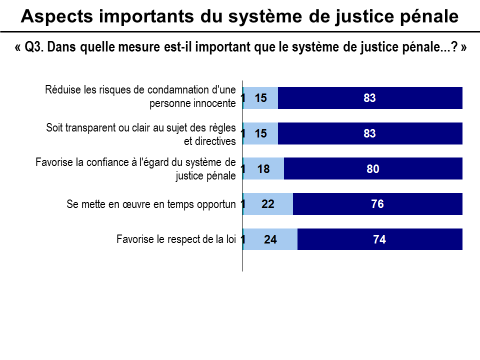 Aspects importants du système de justice pénale
« Q3. Dans quelle mesure est-il important que le système de justice pénale...? »
Réduise les risques de condamnation d'une
personne innocente
1 15 83
Soit transparent ou clair au sujet des règles
et directives
1 15 83
Favorise la confiance à l'égard du système de
justice pénale
1 18 80
Se mette en œuvre en temps opportun
1 22 76
Favorise le respect de la loi
1 24 74